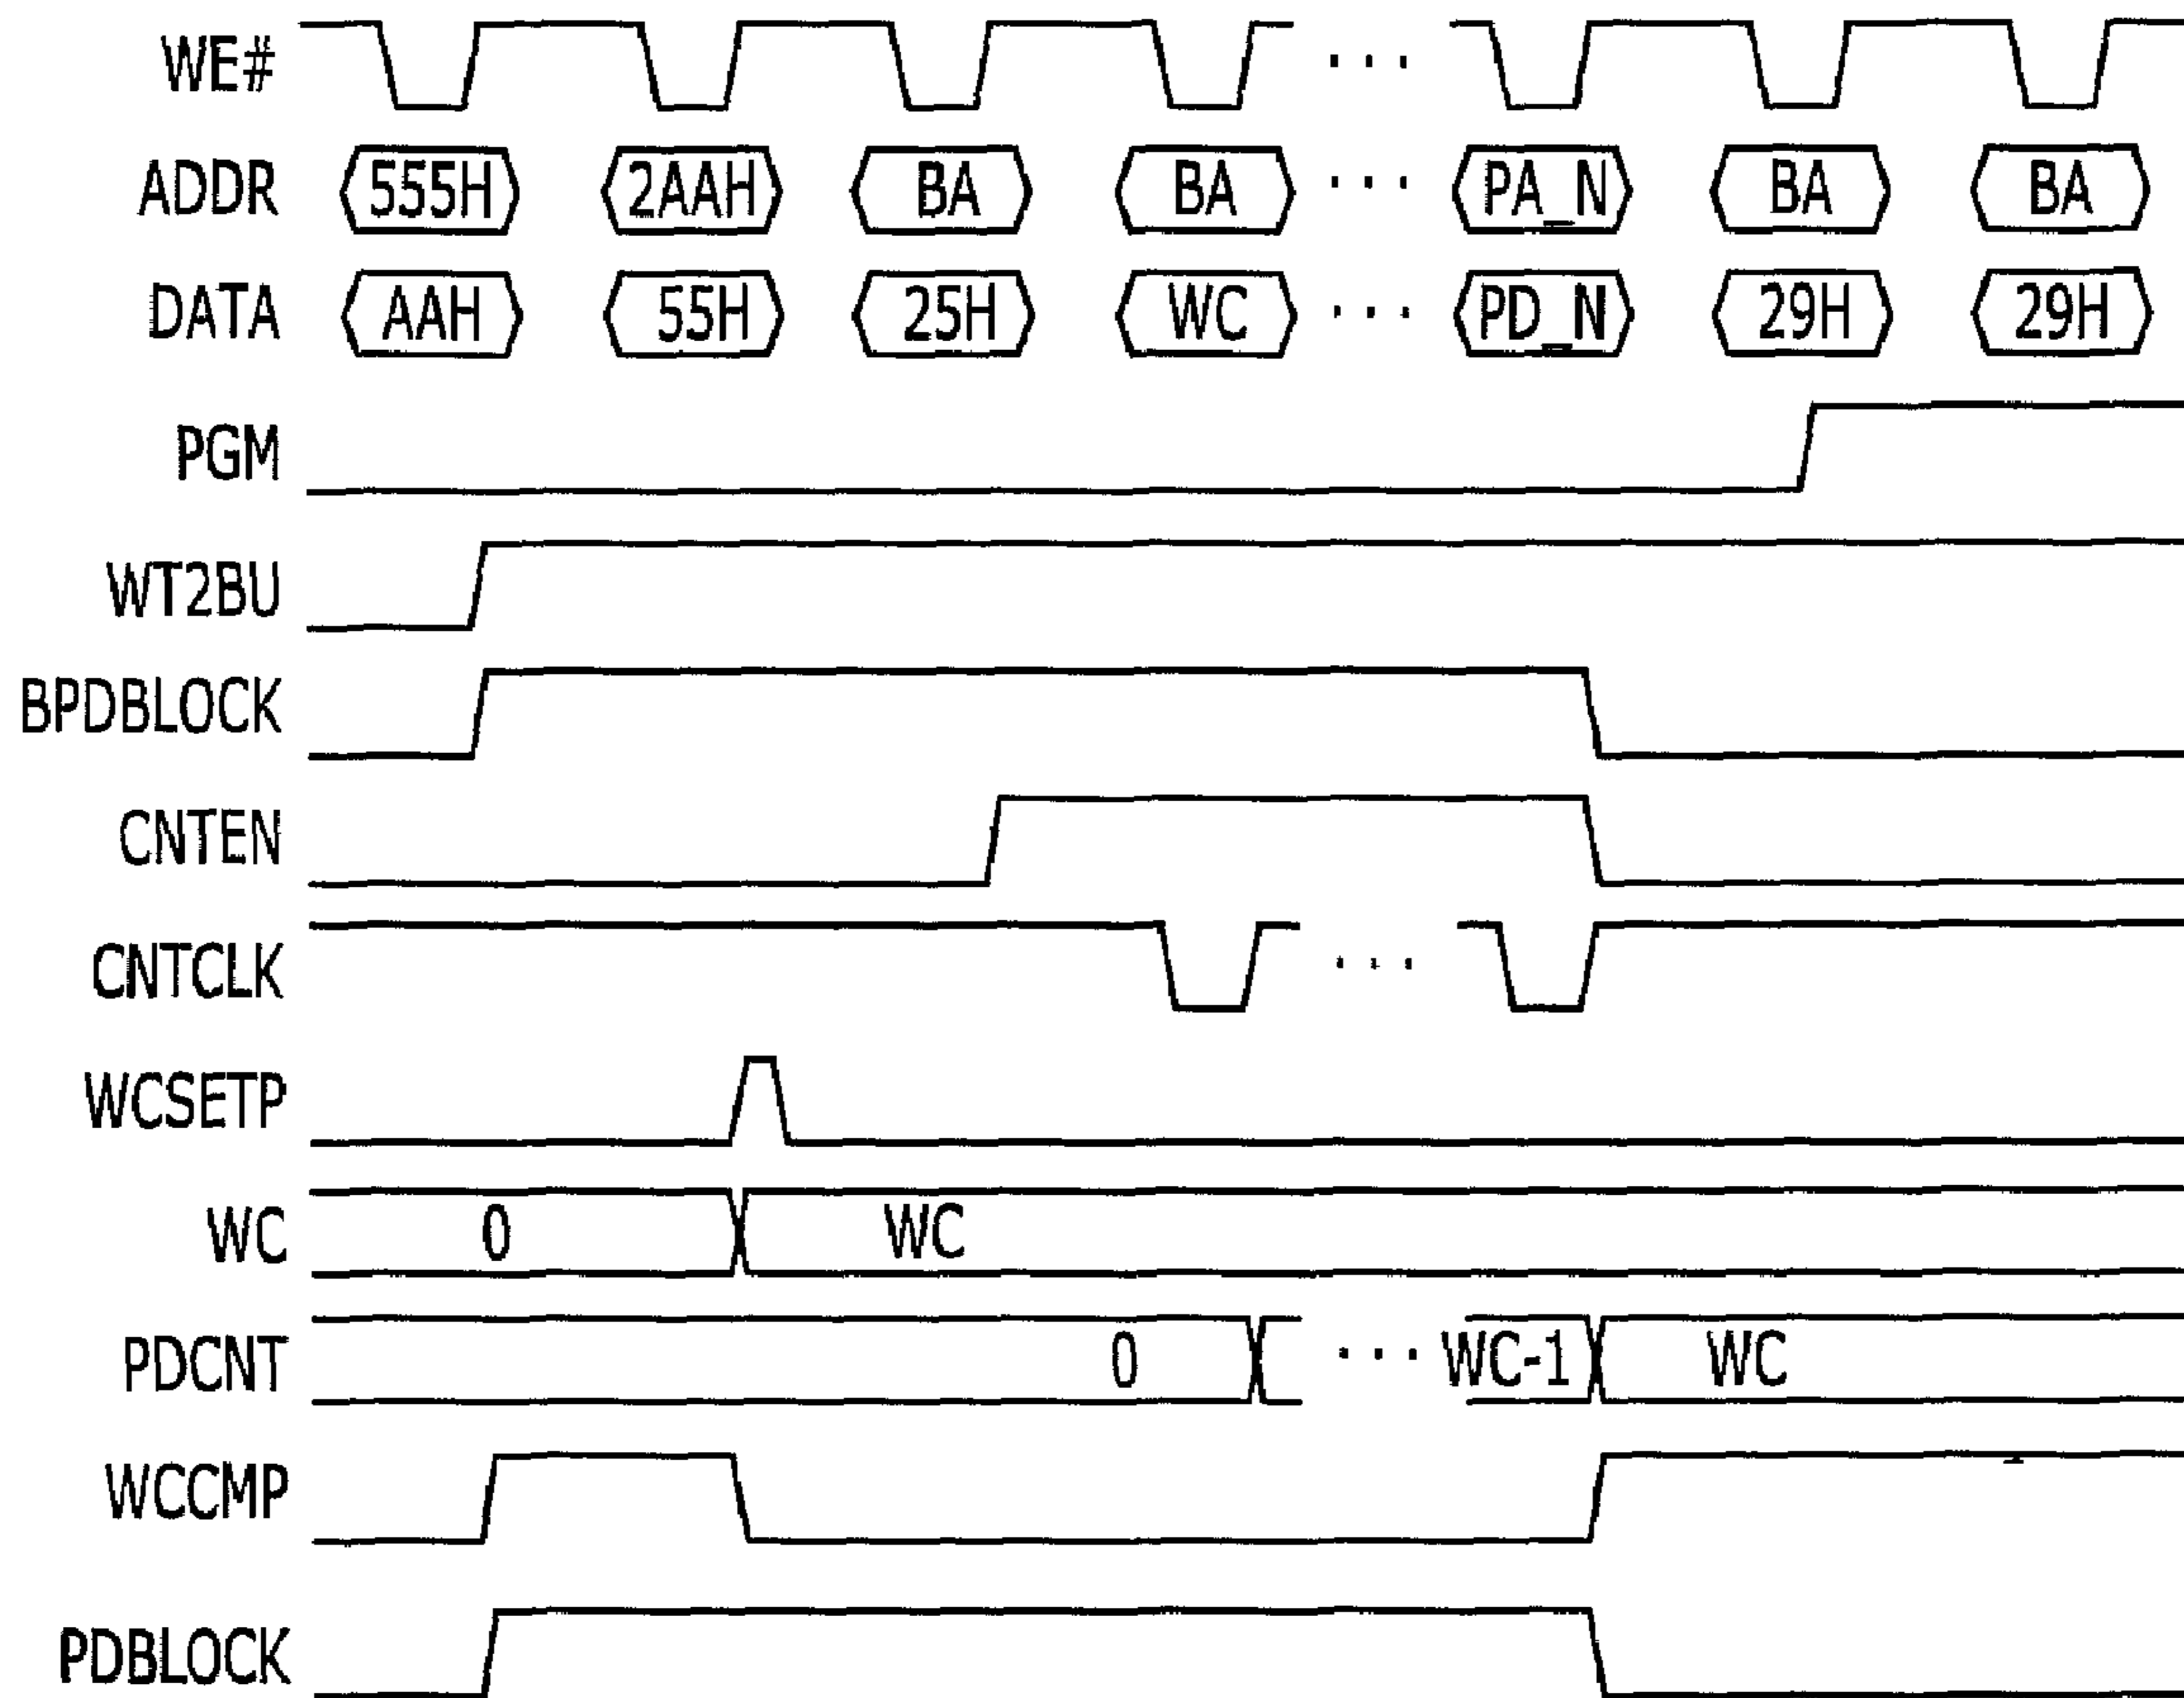 WE# ...
ADDR 555H 2AAH BA BA ... PA_N BA BA
DATA AAH 55H 25H WC ... PD_N 29H 29H
PGM
WT2BU
BPDBLOCK
CNTEN
CNTCLK ...
WCSETP
WC 0 WC
PDCNT 0 ... WC-1 WC
WCCMP
PDBLOCK